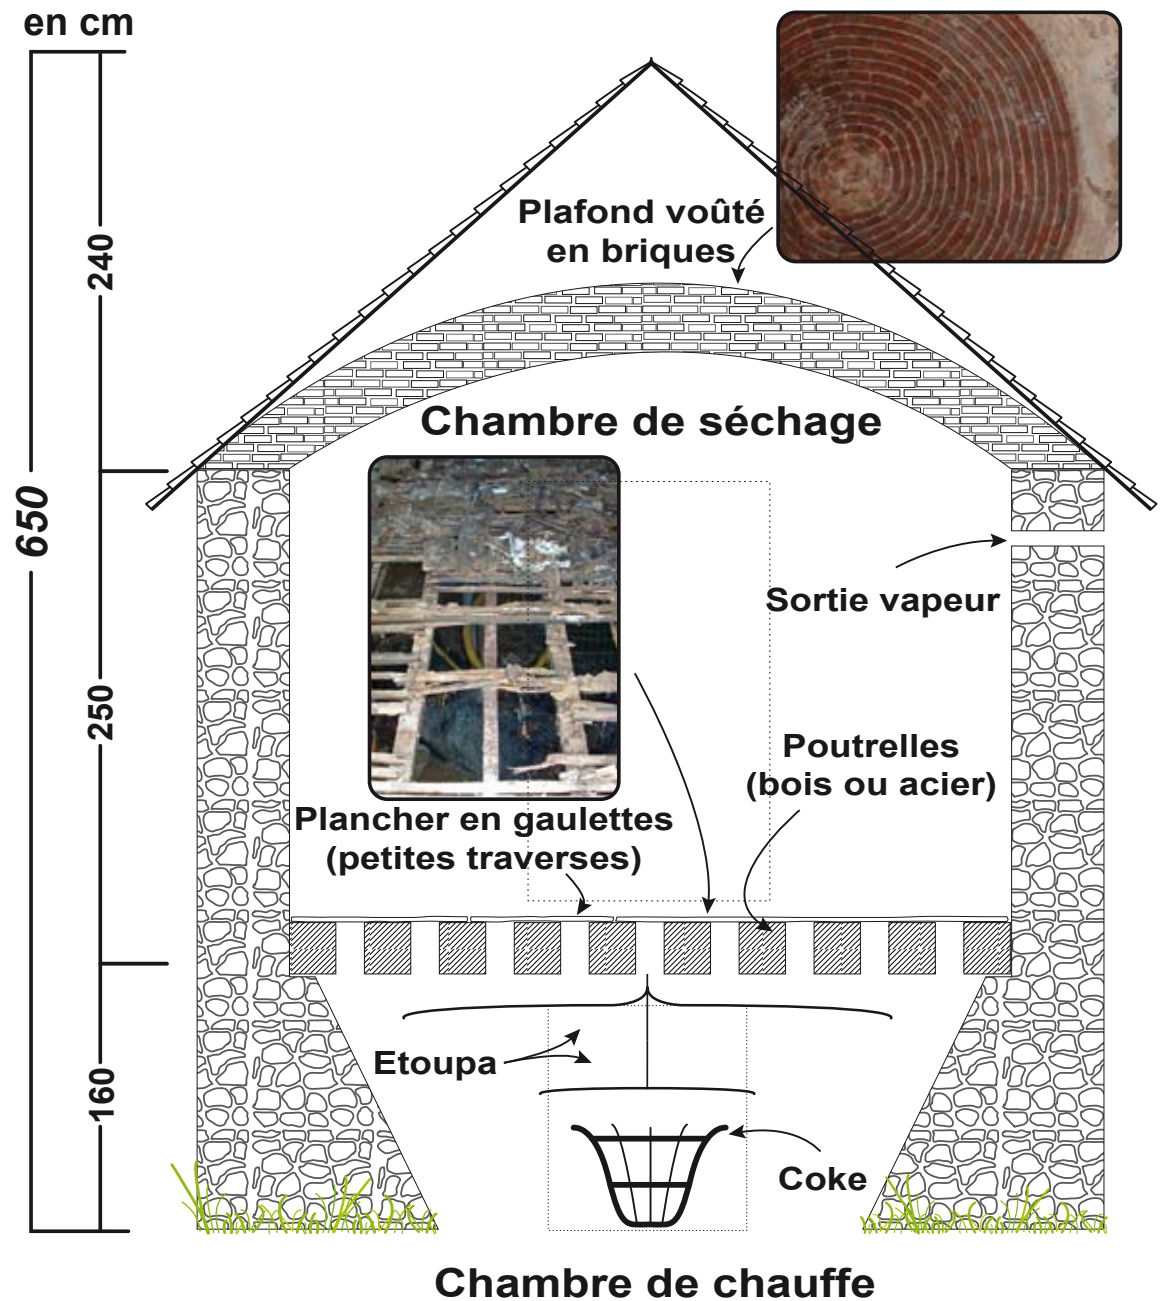 en cm
240
650
250
160
Plafond voûté
en briques
Chambre de séchage
Sortie vapeur
Poutrelles
(bois ou acier)
Plancher en gaulettes
(petites traverses)
Etoupa
Coke
Chambre de chauffe